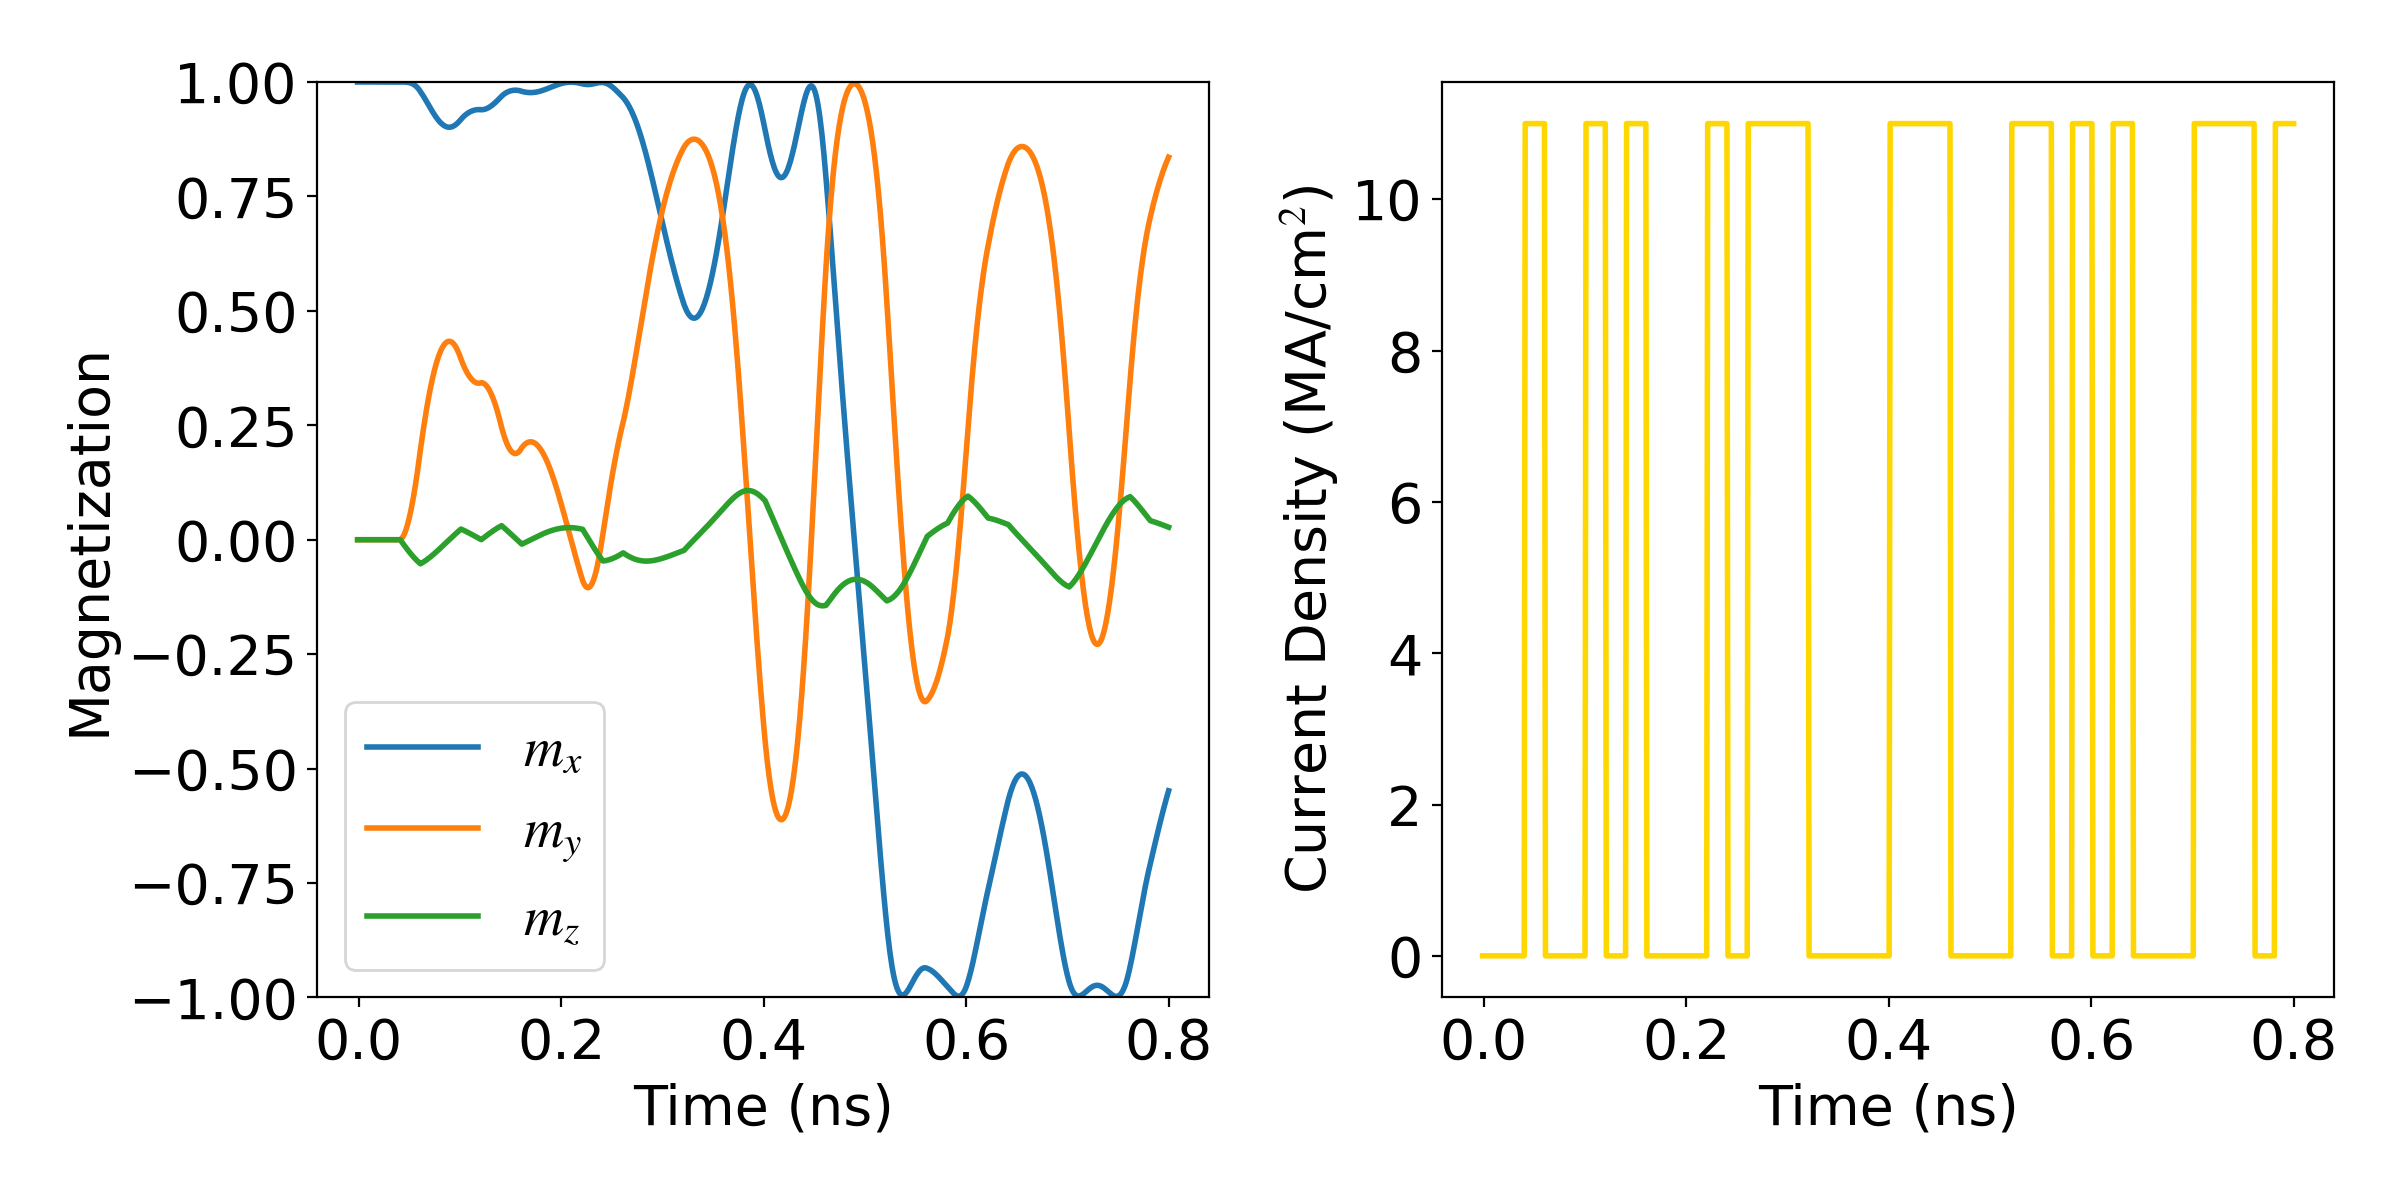 Magnetization
1.00
0.75
0.50
0.25
0.00
−0.25
−0.50
−0.75
−1.00
m_x
m_y
m_z
0.0 0.2 0.4 0.6 0.8
Time (ns)
Current Density (MA/cm²)
10
8
6
4
2
0
0.0 0.2 0.4 0.6 0.8
Time (ns)